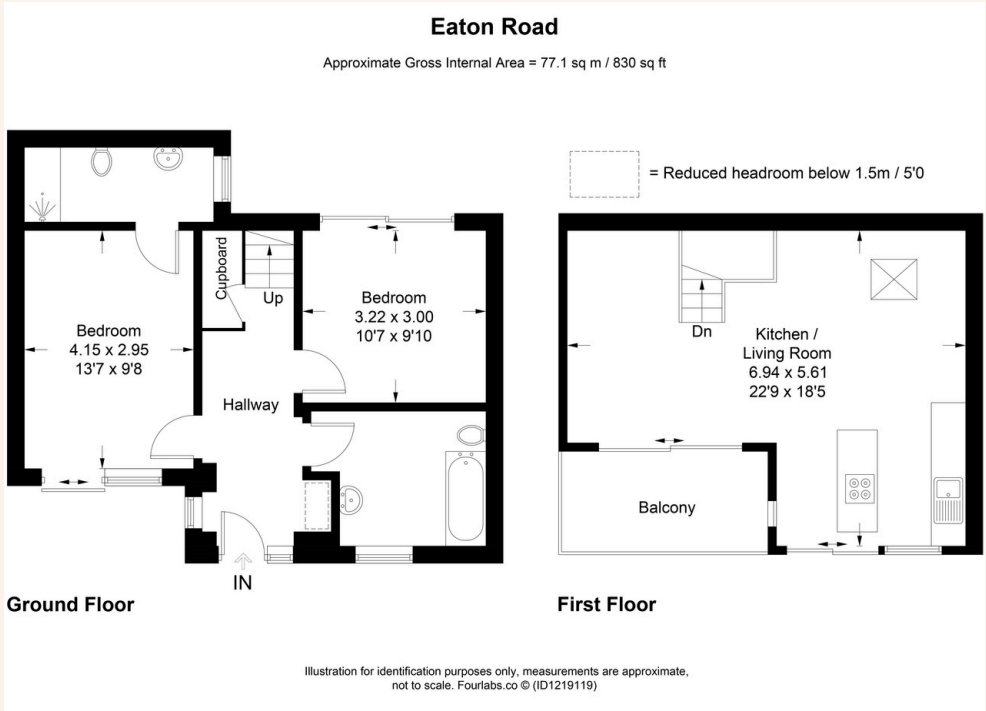 Eaton Road
Approximate Gross Internal Area = 77.1 sq m / 830 sq ft
= Reduced headroom below 1.5m / 5'0
Cupboard
Up
Bedroom
4.15 x 2.95
13'7 x 9'8
Bedroom
3.22 x 3.00
10'7 x 9'10
Hallway
IN
Dn
Kitchen /
Living Room
6.94 x 5.61
22'9 x 18'5
Balcony
Ground Floor
First Floor
Illustration for identification purposes only, measurements are approximate,
not to scale. Fourlabs.co © (ID1219119)